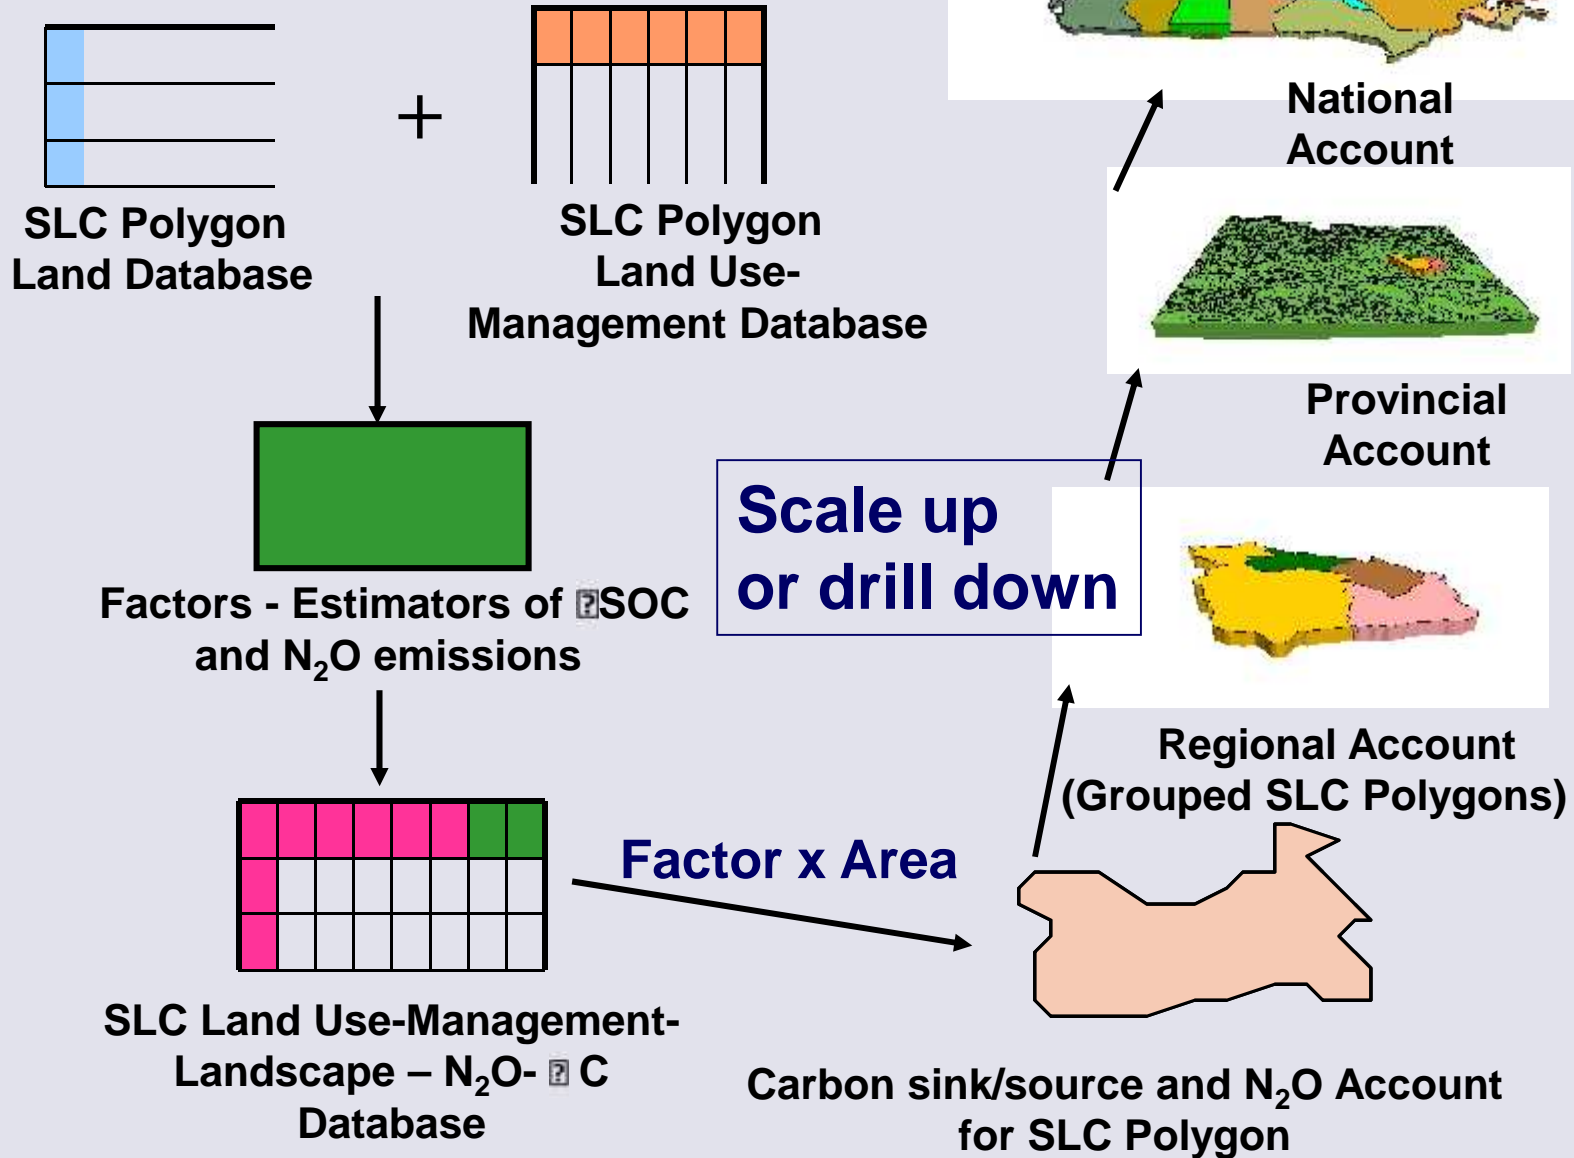 +
SLC Polygon
Land Database
SLC Polygon
Land Use-
Management Database
Factors - Estimators of �SOC
and N₂O emissions
SLC Land Use-Management-
Landscape – N₂O- � C
Database
Factor x Area
Carbon sink/source and N₂O Account
for SLC Polygon
Scale up
or drill down
Regional Account
(Grouped SLC Polygons)
Provincial
Account
National
Account